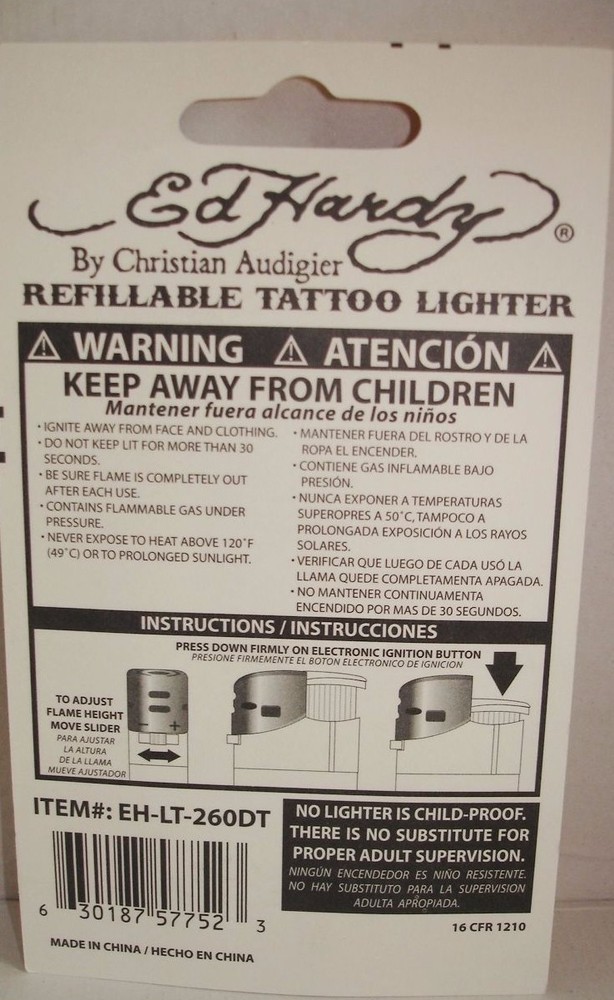 Ed Hardy ®
By Christian Audigier
REFILLABLE TATTOO LIGHTER
WARNING ATENCIÓN
KEEP AWAY FROM CHILDREN
Mantener fuera alcance de los niños
• IGNITE AWAY FROM FACE AND CLOTHING.
• DO NOT KEEP LIT FOR MORE THAN 30
SECONDS.
• BE SURE FLAME IS COMPLETELY OUT
AFTER EACH USE.
• CONTAINS FLAMMABLE GAS UNDER
PRESSURE.
• NEVER EXPOSE TO HEAT ABOVE 120°F
(49°C) OR TO PROLONGED SUNLIGHT.
• MANTENER FUERA DEL ROSTRO Y DE LA
ROPA EL ENCENDER.
• CONTIENE GAS INFLAMABLE BAJO
PRESIÓN.
• NUNCA EXPONER A TEMPERATURAS
SUPEROPRES A 50°C, TAMPOCO A
PROLONGADA EXPOSICIÓN A LOS RAYOS
SOLARES.
• VERIFICAR QUE LUEGO DE CADA USÓ LA
LLAMA QUEDE COMPLETAMENTA APAGADA.
• NO MANTENER CONTINUAMENTA
ENCENDIDO POR MAS DE 30 SEGUNDOS.
INSTRUCTIONS / INSTRUCCIONES
PRESS DOWN FIRMLY ON ELECTRONIC IGNITION BUTTON
PRESIONE FIRMEMENTE EL BOTON ELECTRONICO DE IGNICION
TO ADJUST
FLAME HEIGHT
MOVE SLIDER
PARA AJUSTAR
LA ALTURA
DE LA LLAMA
MUEVE AJUSTADOR
− +
ITEM#: EH-LT-260DT
6 30187 57752 3
MADE IN CHINA / HECHO EN CHINA
NO LIGHTER IS CHILD-PROOF.
THERE IS NO SUBSTITUTE FOR
PROPER ADULT SUPERVISION.
NINGÚN ENCENDEDOR ES NIÑO RESISTENTE.
NO HAY SUBSTITUTO PARA LA SUPERVISION
ADULTA APROPIADA.
16 CFR 1210